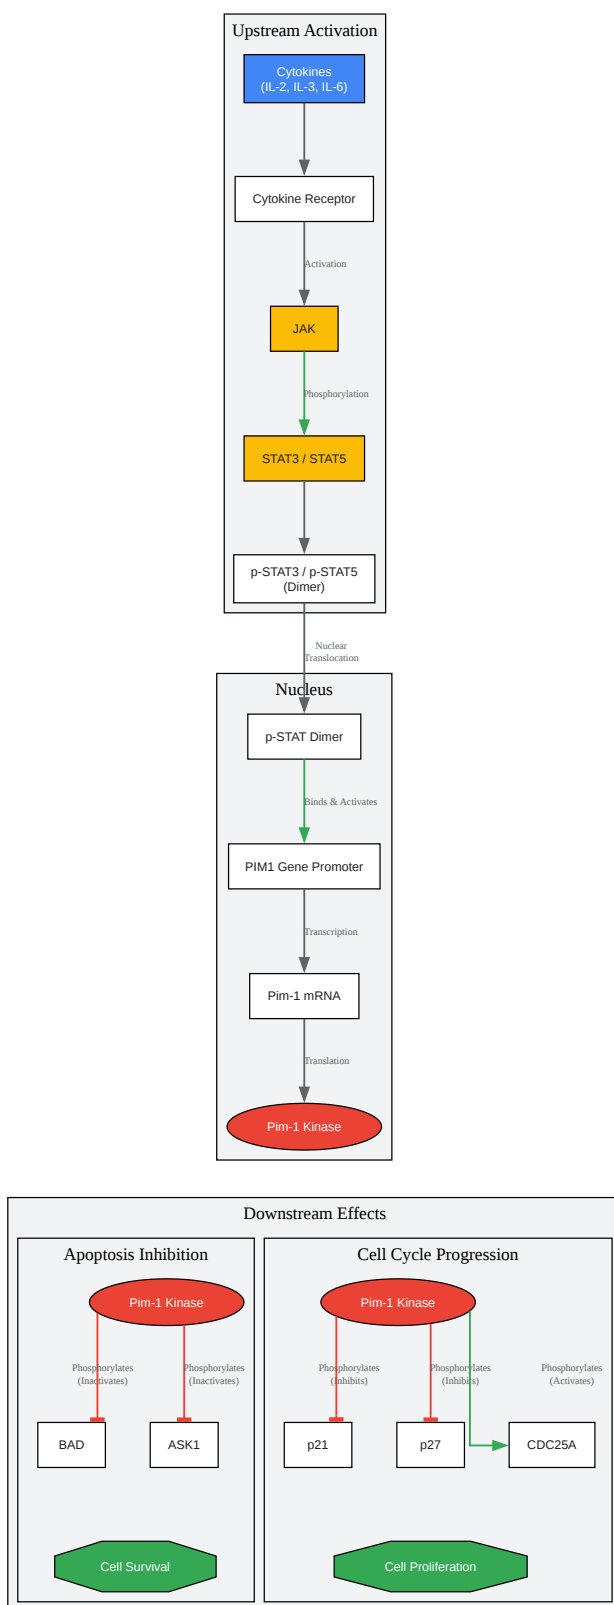 Upstream Activation
Cytokines
(IL-2, IL-3, IL-6)
Cytokine Receptor
Activation
JAK
Phosphorylation
STAT3 / STAT5
p-STAT3 / p-STAT5
(Dimer)
Nuclear
Translocation
Nucleus
p-STAT Dimer
Binds & Activates
PIM1 Gene Promoter
Transcription
Pim-1 mRNA
Translation
Pim-1 Kinase
Downstream Effects
Apoptosis Inhibition
Pim-1 Kinase
Phosphorylates
(Inactivates)
Phosphorylates
(Inactivates)
BAD
ASK1
Cell Survival
Cell Cycle Progression
Pim-1 Kinase
Phosphorylates
(Inhibits)
Phosphorylates
(Inhibits)
Phosphorylates
(Activates)
p21
p27
CDC25A
Cell Proliferation